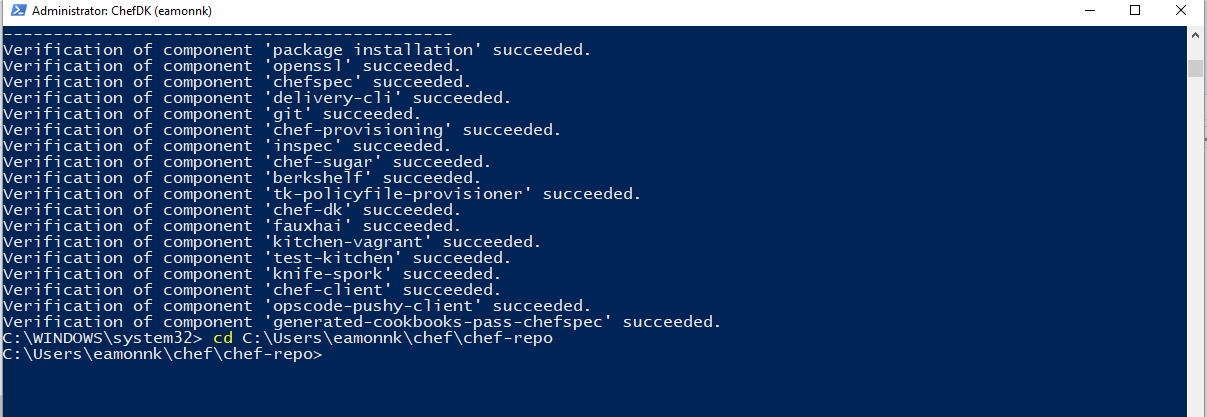 Administrator: ChefDK (eamonnk)
---------------------------------------------
Verification of component 'package installation' succeeded.
Verification of component 'openssl' succeeded.
Verification of component 'chefspec' succeeded.
Verification of component 'delivery-cli' succeeded.
Verification of component 'git' succeeded.
Verification of component 'chef-provisioning' succeeded.
Verification of component 'inspec' succeeded.
Verification of component 'chef-sugar' succeeded.
Verification of component 'berkshelf' succeeded.
Verification of component 'tk-policyfile-provisioner' succeeded.
Verification of component 'chef-dk' succeeded.
Verification of component 'fauxhai' succeeded.
Verification of component 'kitchen-vagrant' succeeded.
Verification of component 'test-kitchen' succeeded.
Verification of component 'knife-spork' succeeded.
Verification of component 'chef-client' succeeded.
Verification of component 'opscode-pushy-client' succeeded.
Verification of component 'generated-cookbooks-pass-chefspec' succeeded.
C:\WINDOWS\system32> cd C:\Users\eamonnk\chef\chef-repo
C:\Users\eamonnk\chef\chef-repo>